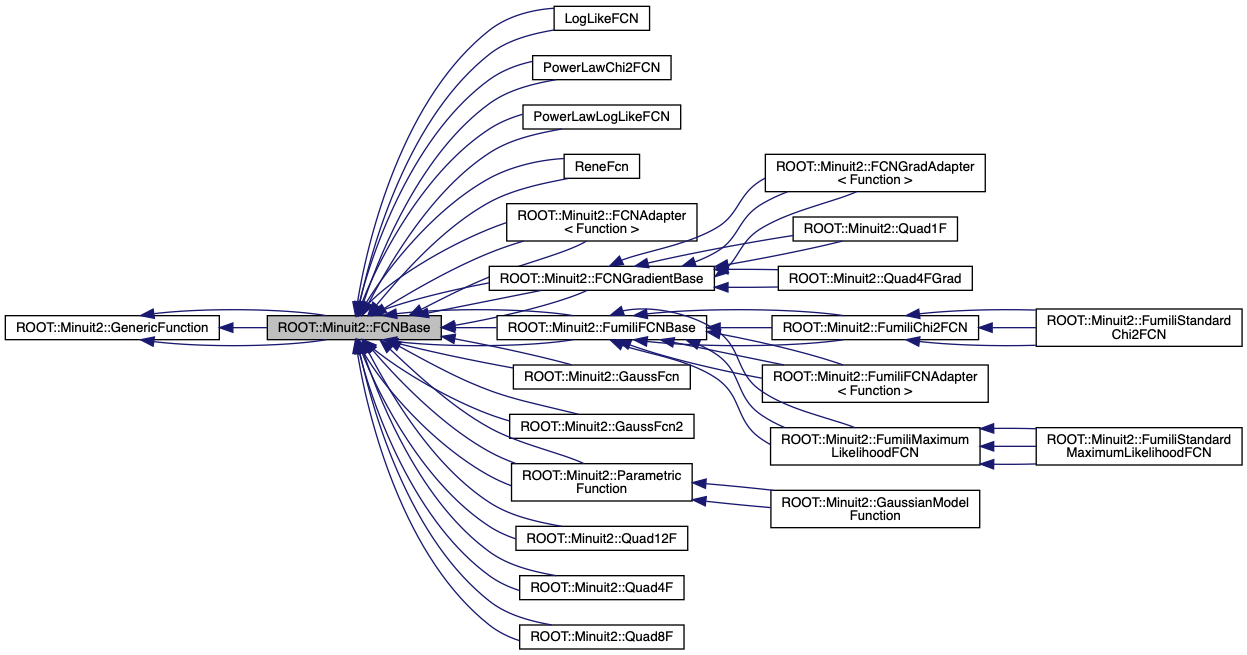 LogLikeFCN
PowerLawChi2FCN
PowerLawLogLikeFCN
ReneFcn
ROOT::Minuit2::FCNGradAdapter
< Function >
ROOT::Minuit2::FCNAdapter
< Function >
ROOT::Minuit2::Quad1F
ROOT::Minuit2::FCNGradientBase
ROOT::Minuit2::Quad4FGrad
ROOT::Minuit2::GenericFunction
ROOT::Minuit2::FCNBase
ROOT::Minuit2::FumiliFCNBase
ROOT::Minuit2::FumiliChi2FCN
ROOT::Minuit2::FumiliStandard
Chi2FCN
ROOT::Minuit2::GaussFcn
ROOT::Minuit2::FumiliFCNAdapter
< Function >
ROOT::Minuit2::GaussFcn2
ROOT::Minuit2::FumiliMaximum
LikelihoodFCN
ROOT::Minuit2::FumiliStandard
MaximumLikelihoodFCN
ROOT::Minuit2::Parametric
Function
ROOT::Minuit2::GaussianModel
Function
ROOT::Minuit2::Quad12F
ROOT::Minuit2::Quad4F
ROOT::Minuit2::Quad8F